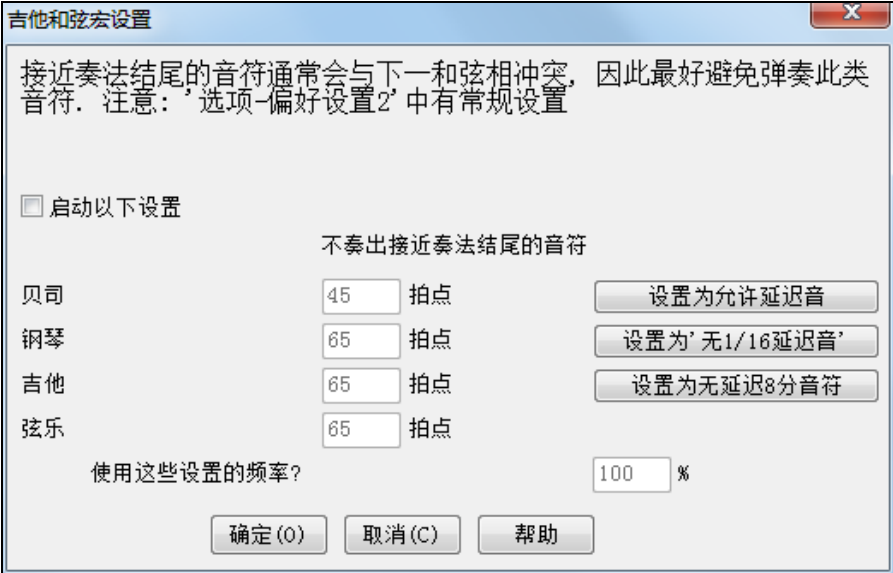 吉他和弦宏设置
接近奏法结尾的音符通常会与下一和弦相冲突, 因此最好避免弹奏此类
音符. 注意: '选项-偏好设置2' 中有常规设置
启动以下设置
不奏出接近奏法结尾的音符
贝司 45 拍点 设置为允许延迟音
钢琴 65 拍点 设置为'无1/16延迟音'
吉他 65 拍点 设置为无延迟8分音符
弦乐 65 拍点
使用这些设置的频率? 100 %
确定(O) 取消(C) 帮助